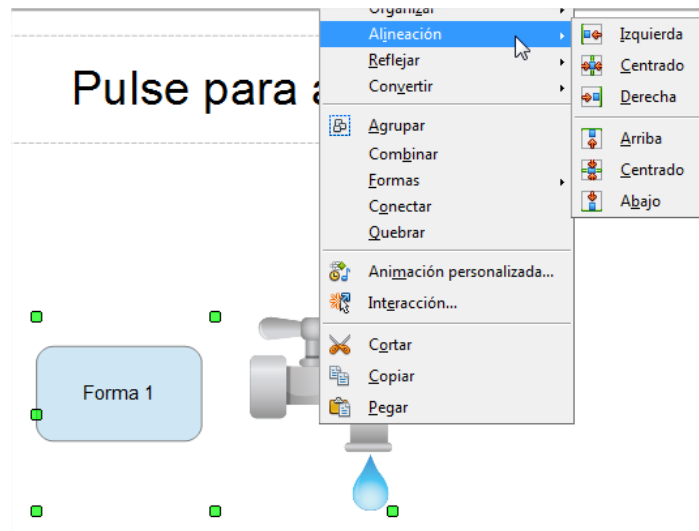 Organizar
Alineación
Reflejar
Convertir
Agrupar
Combinar
Formas
Conectar
Quebrar
Animación personalizada...
Interacción...
Cortar
Copiar
Pegar
Izquierda
Centrado
Derecha
Arriba
Centrado
Abajo
Pulse para
Forma 1